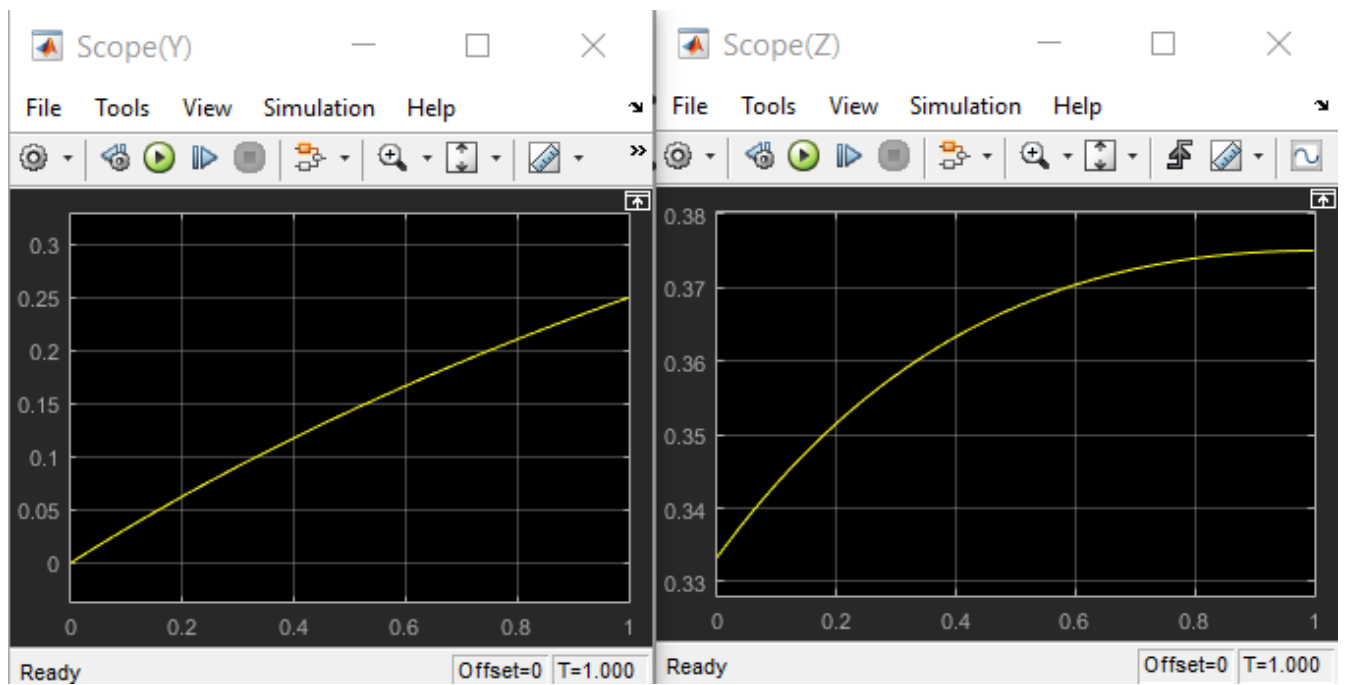 Scope(Y)
File Tools View Simulation Help
0.3
0.25
0.2
0.15
0.1
0.05
0
0 0.2 0.4 0.6 0.8 1
Ready Offset=0 T=1.000
Scope(Z)
File Tools View Simulation Help
0.38
0.37
0.36
0.35
0.34
0.33
0 0.2 0.4 0.6 0.8 1
Ready Offset=0 T=1.000